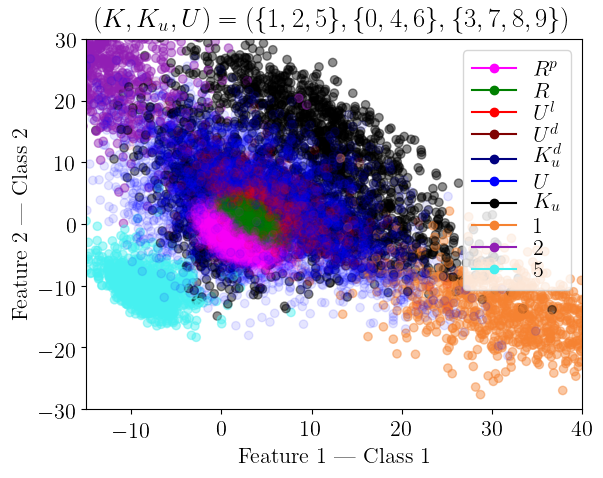 (K, K_u, U) = ({1, 2, 5}, {0, 4, 6}, {3, 7, 8, 9})
30
20
10
0
−10
−20
−30
−10
0
10
20
30
40
Feature 2 — Class 2
Feature 1 — Class 1
R^p
R
U^l
U^d
K_u^d
U
K_u
1
2
5